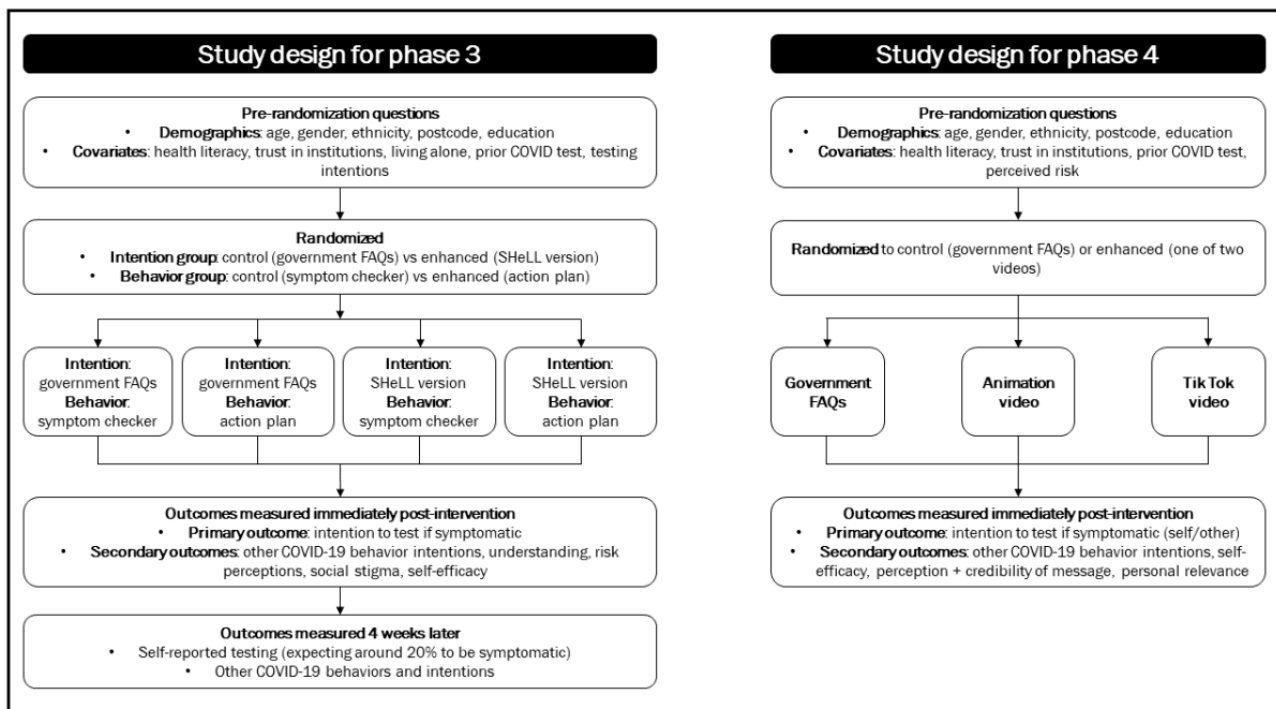 Study design for phase 3
Pre-randomization questions
• Demographics: age, gender, ethnicity, postcode, education
• Covariates: health literacy, trust in institutions, living alone, prior COVID test, testing
intentions
Randomized
• Intention group: control (government FAQs) vs enhanced (SHeLL version)
• Behavior group: control (symptom checker) vs enhanced (action plan)
Intention:
government FAQs
Behavior:
symptom checker
Intention:
government FAQs
Behavior:
action plan
Intention:
SHeLL version
Behavior:
symptom checker
Intention:
SHeLL version
Behavior:
action plan
Outcomes measured immediately post-intervention
• Primary outcome: intention to test if symptomatic
• Secondary outcomes: other COVID-19 behavior intentions, understanding, risk
perceptions, social stigma, self-efficacy
Outcomes measured 4 weeks later
• Self-reported testing (expecting around 20% to be symptomatic)
• Other COVID-19 behaviors and intentions
Study design for phase 4
Pre-randomization questions
• Demographics: age, gender, ethnicity, postcode, education
• Covariates: health literacy, trust in institutions, prior COVID test,
perceived risk
Randomized to control (government FAQs) or enhanced (one of two
videos)
Government
FAQs
Animation
video
Tik Tok
video
Outcomes measured immediately post-intervention
• Primary outcome: intention to test if symptomatic (self/other)
• Secondary outcomes: other COVID-19 behavior intentions, self-
efficacy, perception + credibility of message, personal relevance